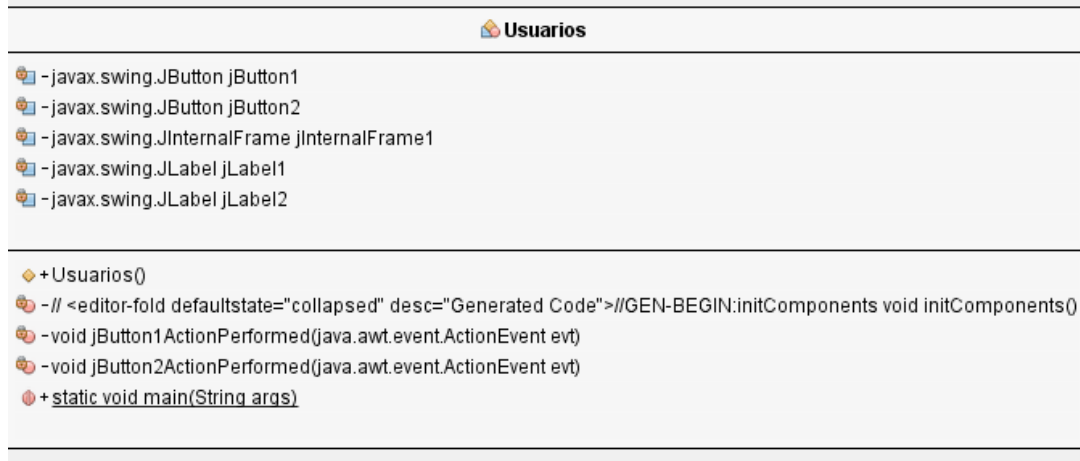 Usuarios
-javax.swing.JButton jButton1
-javax.swing.JButton jButton2
-javax.swing.JInternalFrame jInternalFrame1
-javax.swing.JLabel jLabel1
-javax.swing.JLabel jLabel2
+Usuarios()
-// <editor-fold defaultstate="collapsed" desc="Generated Code">//GEN-BEGIN:initComponents void initComponents()
-void jButton1ActionPerformed(java.awt.event.ActionEvent evt)
-void jButton2ActionPerformed(java.awt.event.ActionEvent evt)
+static void main(String args)